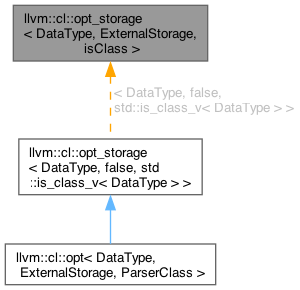 llvm::cl::opt_storage
< DataType, ExternalStorage,
isClass >
< DataType, false,
std::is_class_v< DataType > >
llvm::cl::opt_storage
< DataType, false, std
::is_class_v< DataType > >
llvm::cl::opt< DataType,
ExternalStorage, ParserClass >